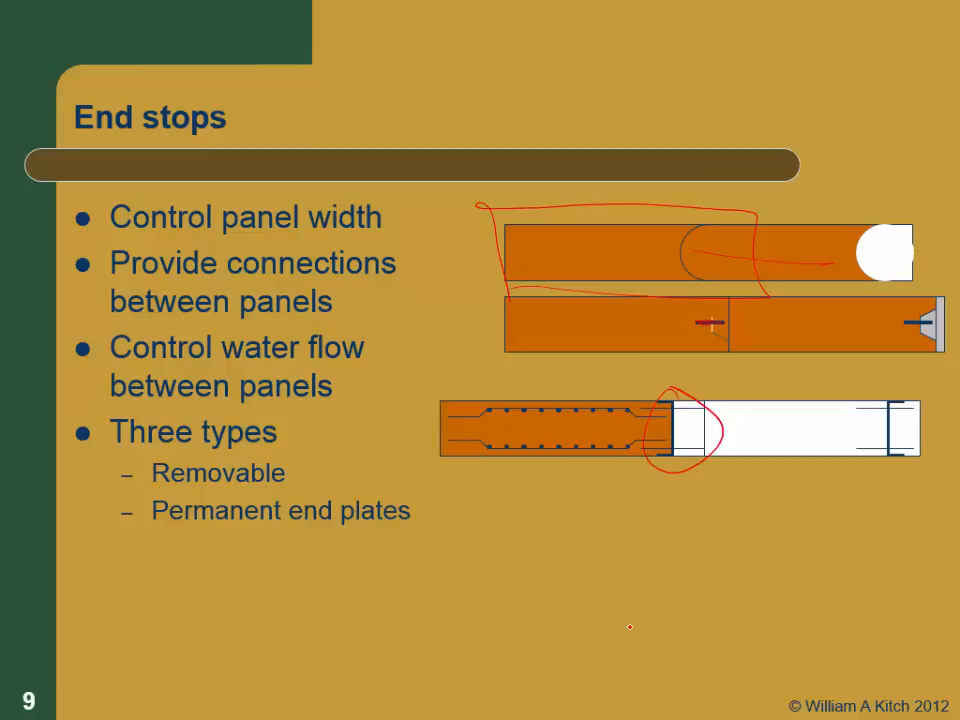 End stops
Control panel width
Provide connections
between panels
Control water flow
between panels
Three types
– Removable
– Permanent end plates
9
© William A Kitch 2012